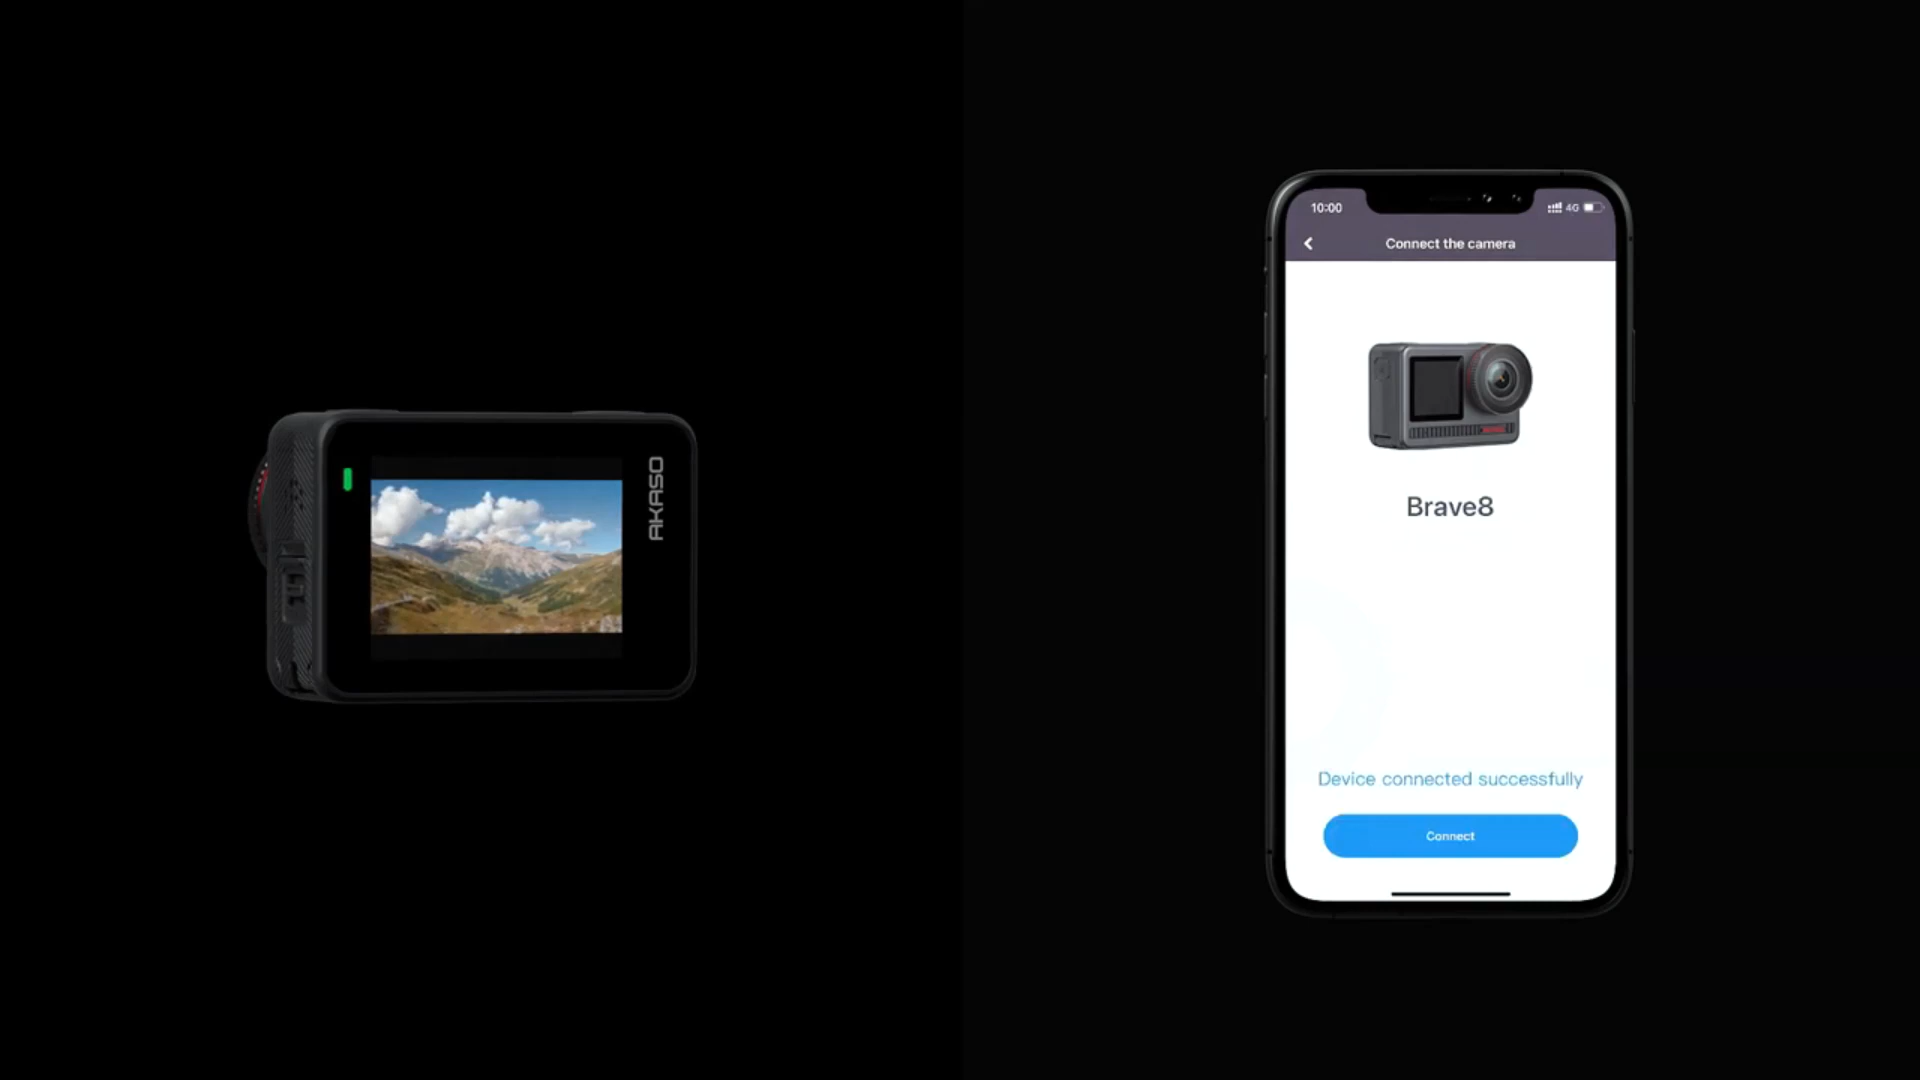 AKASO
10:00
4G
Connect the camera
Brave8
Device connected successfully
Connect